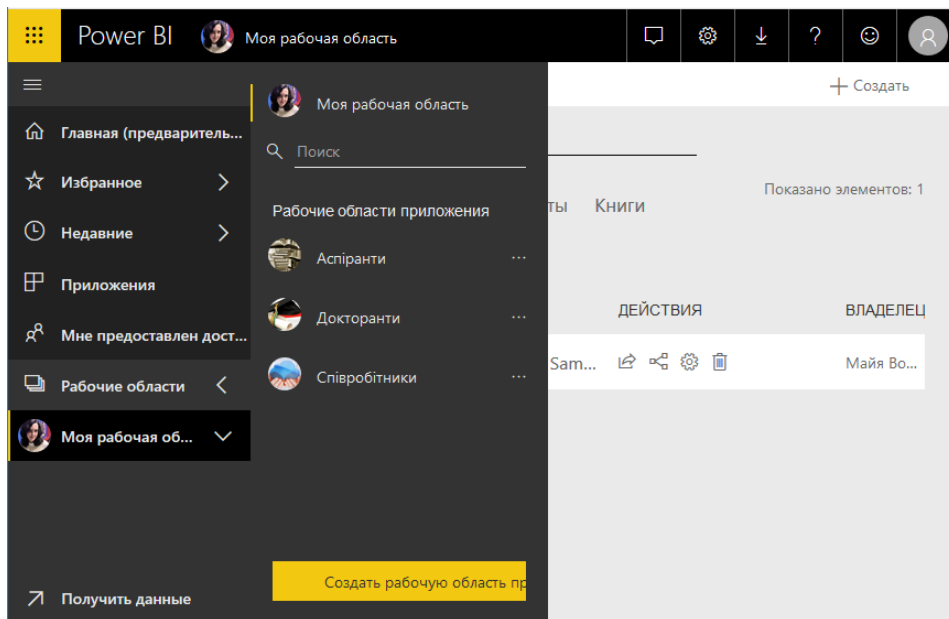 Power BI
Моя рабочая область
Создать
Моя рабочая область
Главная (предваритель...
Поиск
Избранное
Показано элементов: 1
ты Книги
Рабочие области приложения
Недавние
Аспіранти ...
Приложения
Докторанти ...
ДЕЙСТВИЯ
ВЛАДЕЛЕЦ
Мне предоставлен дост...
Sam...
Майя Во...
Співробітники ...
Рабочие области
Моя рабочая об...
Создать рабочую область пр
Получить данные